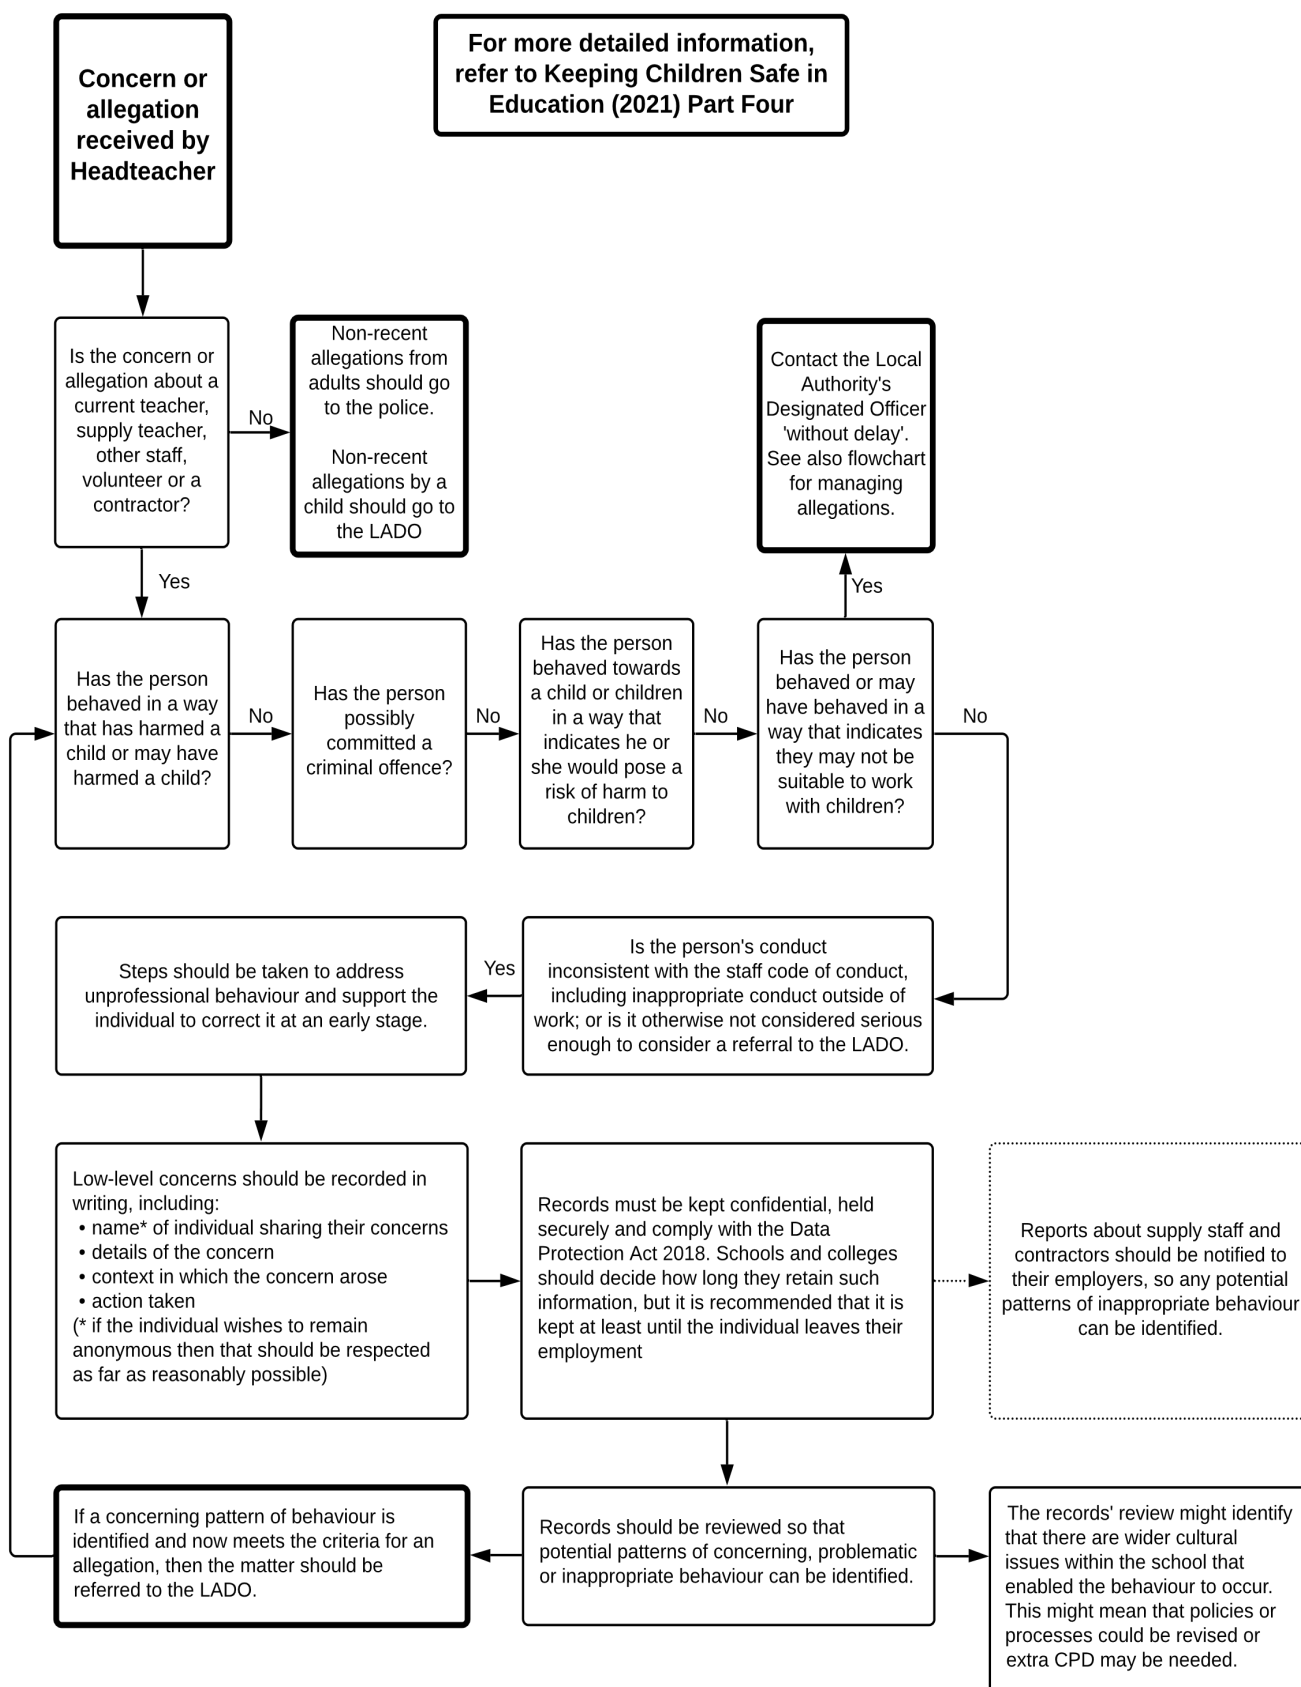 Concern or
allegation
received by
Headteacher
For more detailed information,
refer to Keeping Children Safe in
Education (2021) Part Four
Is the concern or
allegation about a
current teacher,
supply teacher,
other staff,
volunteer or a
contractor?
No
Non-recent
allegations from
adults should go
to the police.
Non-recent
allegations by a
child should go to
the LADO
Contact the Local
Authority's
Designated Officer
'without delay'.
See also flowchart
for managing
allegations.
Yes
Yes
Has the person
behaved in a way
that has harmed a
child or may have
harmed a child?
No
Has the person
possibly
committed a
criminal offence?
No
Has the person
behaved towards
a child or children
in a way that
indicates he or
she would pose a
risk of harm to
children?
No
Has the person
behaved or may
have behaved in a
way that indicates
they may not be
suitable to work
with children?
No
Steps should be taken to address
unprofessional behaviour and support the
individual to correct it at an early stage.
Yes
Is the person's conduct
inconsistent with the staff code of conduct,
including inappropriate conduct outside of
work; or is it otherwise not considered serious
enough to consider a referral to the LADO.
Low-level concerns should be recorded in
writing, including:
• name* of individual sharing their concerns
• details of the concern
• context in which the concern arose
• action taken
(* if the individual wishes to remain
anonymous then that should be respected
as far as reasonably possible)
Records must be kept confidential, held
securely and comply with the Data
Protection Act 2018. Schools and colleges
should decide how long they retain such
information, but it is recommended that it is
kept at least until the individual leaves their
employment
Reports about supply staff and
contractors should be notified to
their employers, so any potential
patterns of inappropriate behaviour
can be identified.
If a concerning pattern of behaviour is
identified and now meets the criteria for an
allegation, then the matter should be
referred to the LADO.
Records should be reviewed so that
potential patterns of concerning, problematic
or inappropriate behaviour can be identified.
The records' review might identify
that there are wider cultural
issues within the school that
enabled the behaviour to occur.
This might mean that policies or
processes could be revised or
extra CPD may be needed.